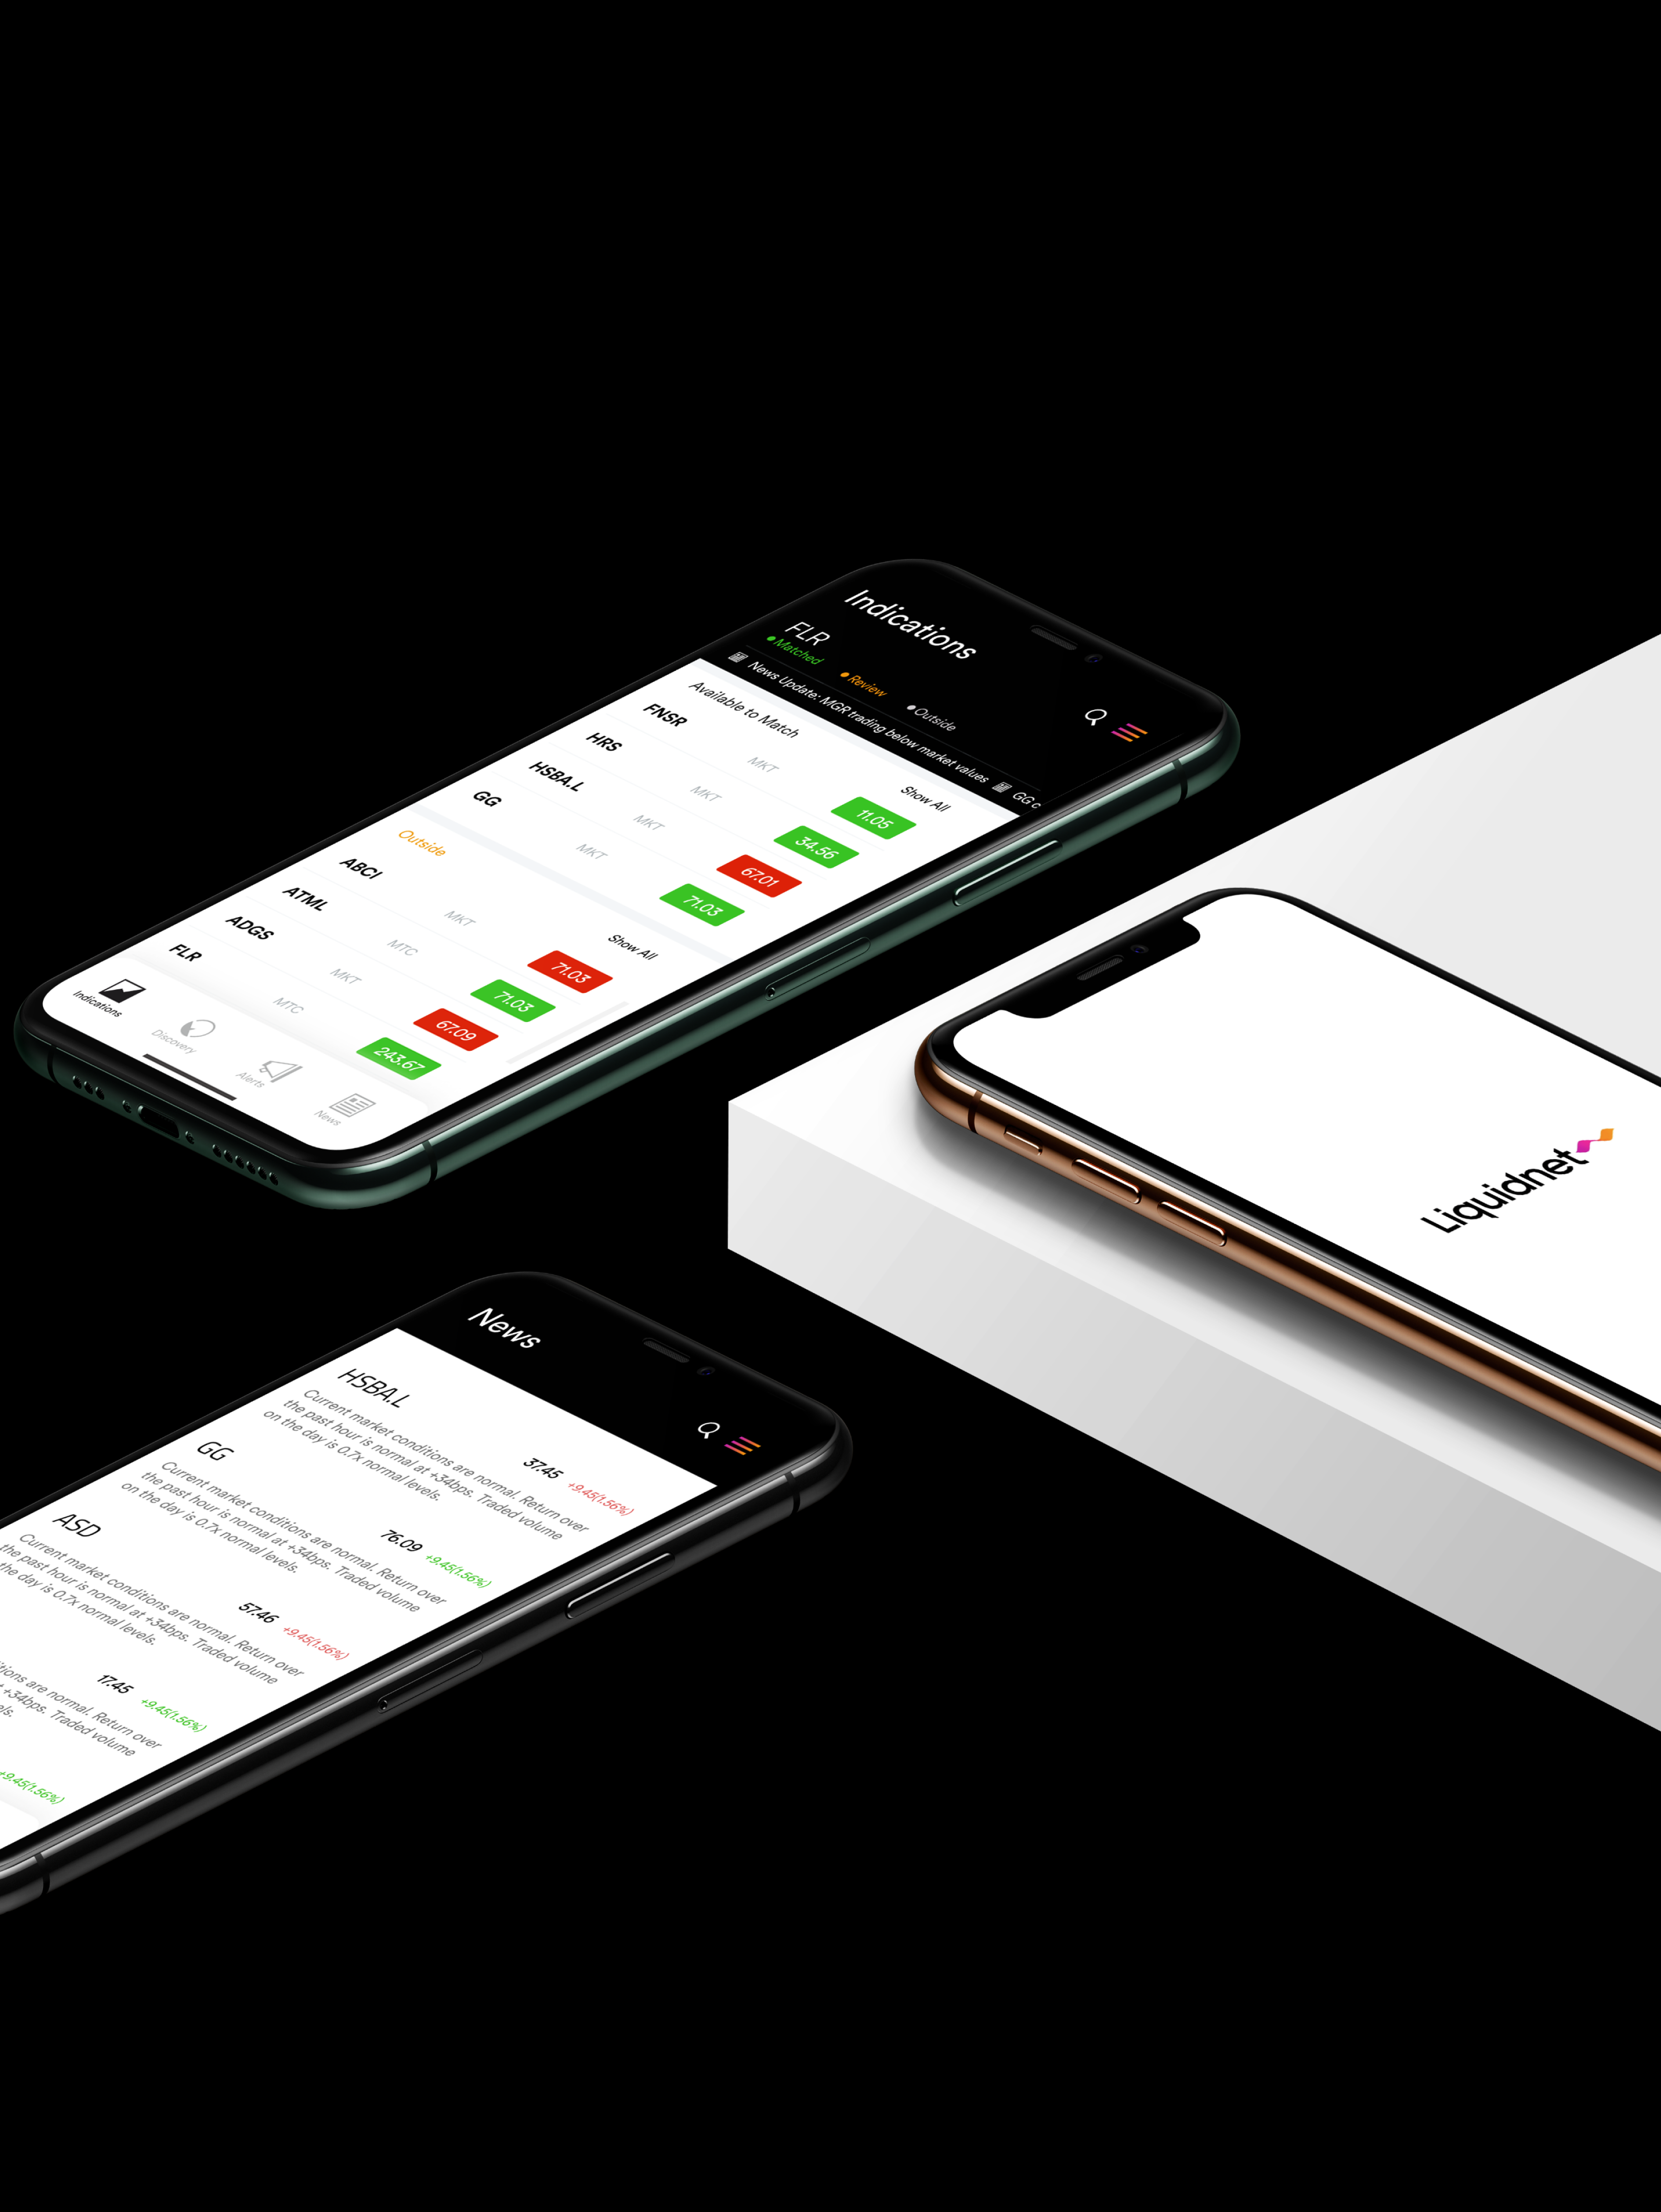 Indications
FLR
Matched
Review
Outside
News Update: MGR trading below market values
GG c
Available to Match
Show All
FNSR MKT 11.05
HRS MKT 34.56
HSBA.L MKT 67.01
GG MKT 71.03
Outside
Show All
ABCI MKT 71.03
ATML MTC 71.03
ADGS MKT 67.09
FLR MTC 243.67
Indications
Discovery
Alerts
News
Liquidnet
News
HSBA.L 37.45 +9.45(1.56%)
Current market conditions are normal. Return over
the past hour is normal at +34bps. Traded volume
on the day is 0.7x normal levels.
GG 76.09 +9.45(1.56%)
Current market conditions are normal. Return over
the past hour is normal at +34bps. Traded volume
on the day is 0.7x normal levels.
ASD 57.46 +9.45(1.56%)
Current market conditions are normal. Return over
the past hour is normal at +34bps. Traded volume
the day is 0.7x normal levels.
17.45 +9.45(1.56%)
are normal. Return over
+34bps. Traded volume
+9.45(1.56%)